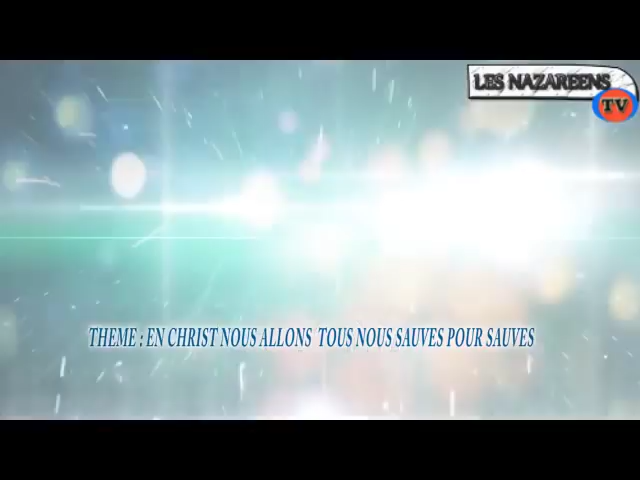 LES NAZAREENS
TV
THEME : EN CHRIST NOUS ALLONS TOUS NOUS SAUVES POUR SAUVES